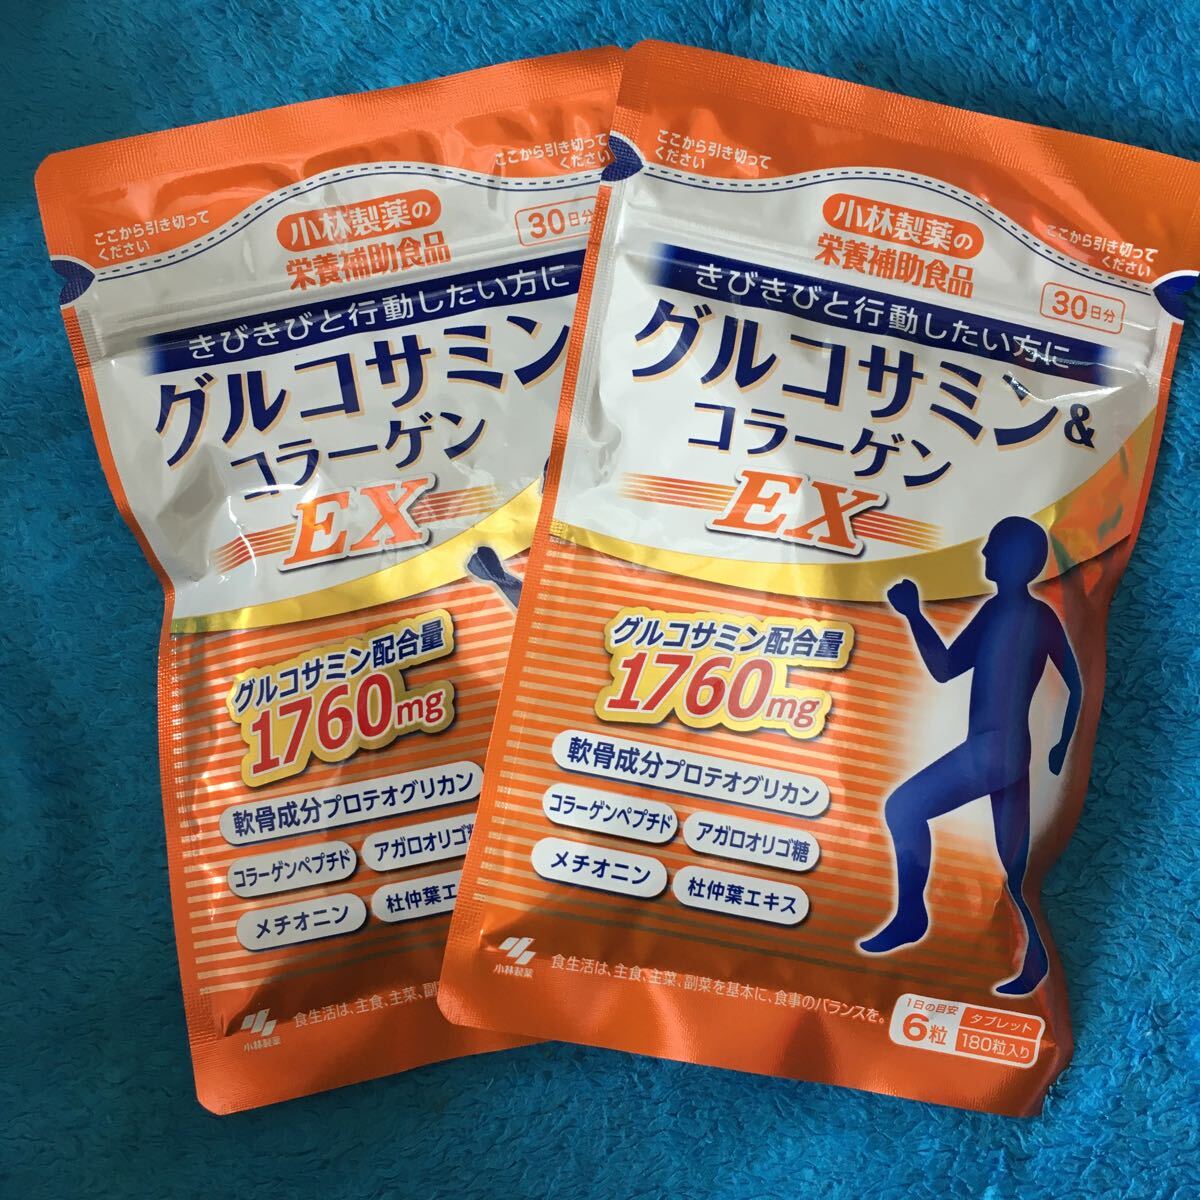 ここから引き切って
ください
ここから引き切って
ください
小林製薬の
栄養補助食品
30日分
きびきびと行動したい方に
グルコサミン
コラーゲン
EX
グルコサミン配合量
1760mg
軟骨成分プロテオグリカン
コラーゲンペプチド
アガロオリゴ糖
メチオニン
杜仲葉エ
小林製薬
食生活は、主食、主菜、副
ここから引き切って
ください
ここから引き切って
ください
小林製薬の
栄養補助食品
30日分
きびきびと行動したい方に
グルコサミン&
コラーゲン
EX
グルコサミン配合量
1760mg
軟骨成分プロテオグリカン
コラーゲンペプチド
アガロオリゴ糖
メチオニン
杜仲葉エキス
小林製薬
食生活は、主食、主菜、副菜を基本に、食事のバランスを。
1日の目安
6粒
タブレット
180粒入り